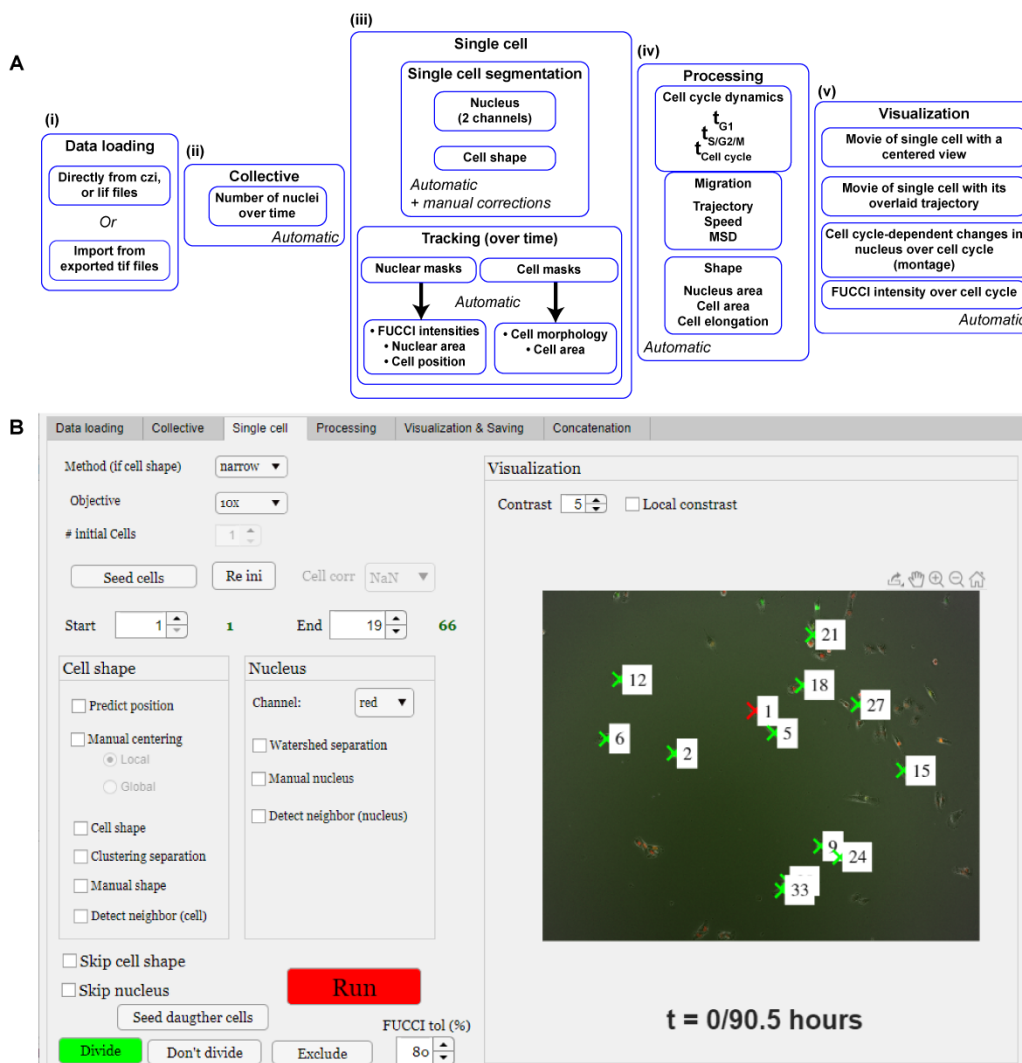 A
(i)
Data loading
Directly from czi,
or lif files
Or
Import from
exported tif files
(ii)
Collective
Number of nuclei
over time
Automatic
(iii)
Single cell
Single cell segmentation
Nucleus
(2 channels)
Cell shape
Automatic
+ manual corrections
Tracking (over time)
Nuclear masks
Cell masks
Automatic
• FUCCI intensities
• Nuclear area
• Cell position
• Cell morphology
• Cell area
(iv)
Processing
Cell cycle dynamics
tG1
tS/G2/M
tCell cycle
Migration
Trajectory
Speed
MSD
Shape
Nucleus area
Cell area
Cell elongation
Automatic
(v)
Visualization
Movie of single cell with a
centered view
Movie of single cell with its
overlaid trajectory
Cell cycle-dependent changes in
nucleus over cell cycle
(montage)
FUCCI intensity over cell cycle
Automatic
B
Data loading Collective Single cell Processing Visualization & Saving Concatenation
Method (if cell shape) narrow
Objective 10x
# initial Cells 1
Seed cells Re ini Cell corr NaN
Start 1 1 End 19 66
Cell shape
Predict position
Manual centering
Local
Global
Cell shape
Clustering separation
Manual shape
Detect neighbor (cell)
Nucleus
Channel: red
Watershed separation
Manual nucleus
Detect neighbor (nucleus)
Skip cell shape
Skip nucleus
Run
Seed daugther cells
FUCCI tol (%)
Divide Don't divide Exclude 80
Visualization
Contrast 5 Local constrast
21
12
18
27
1
6
5
2
15
9
24
33
t = 0/90.5 hours